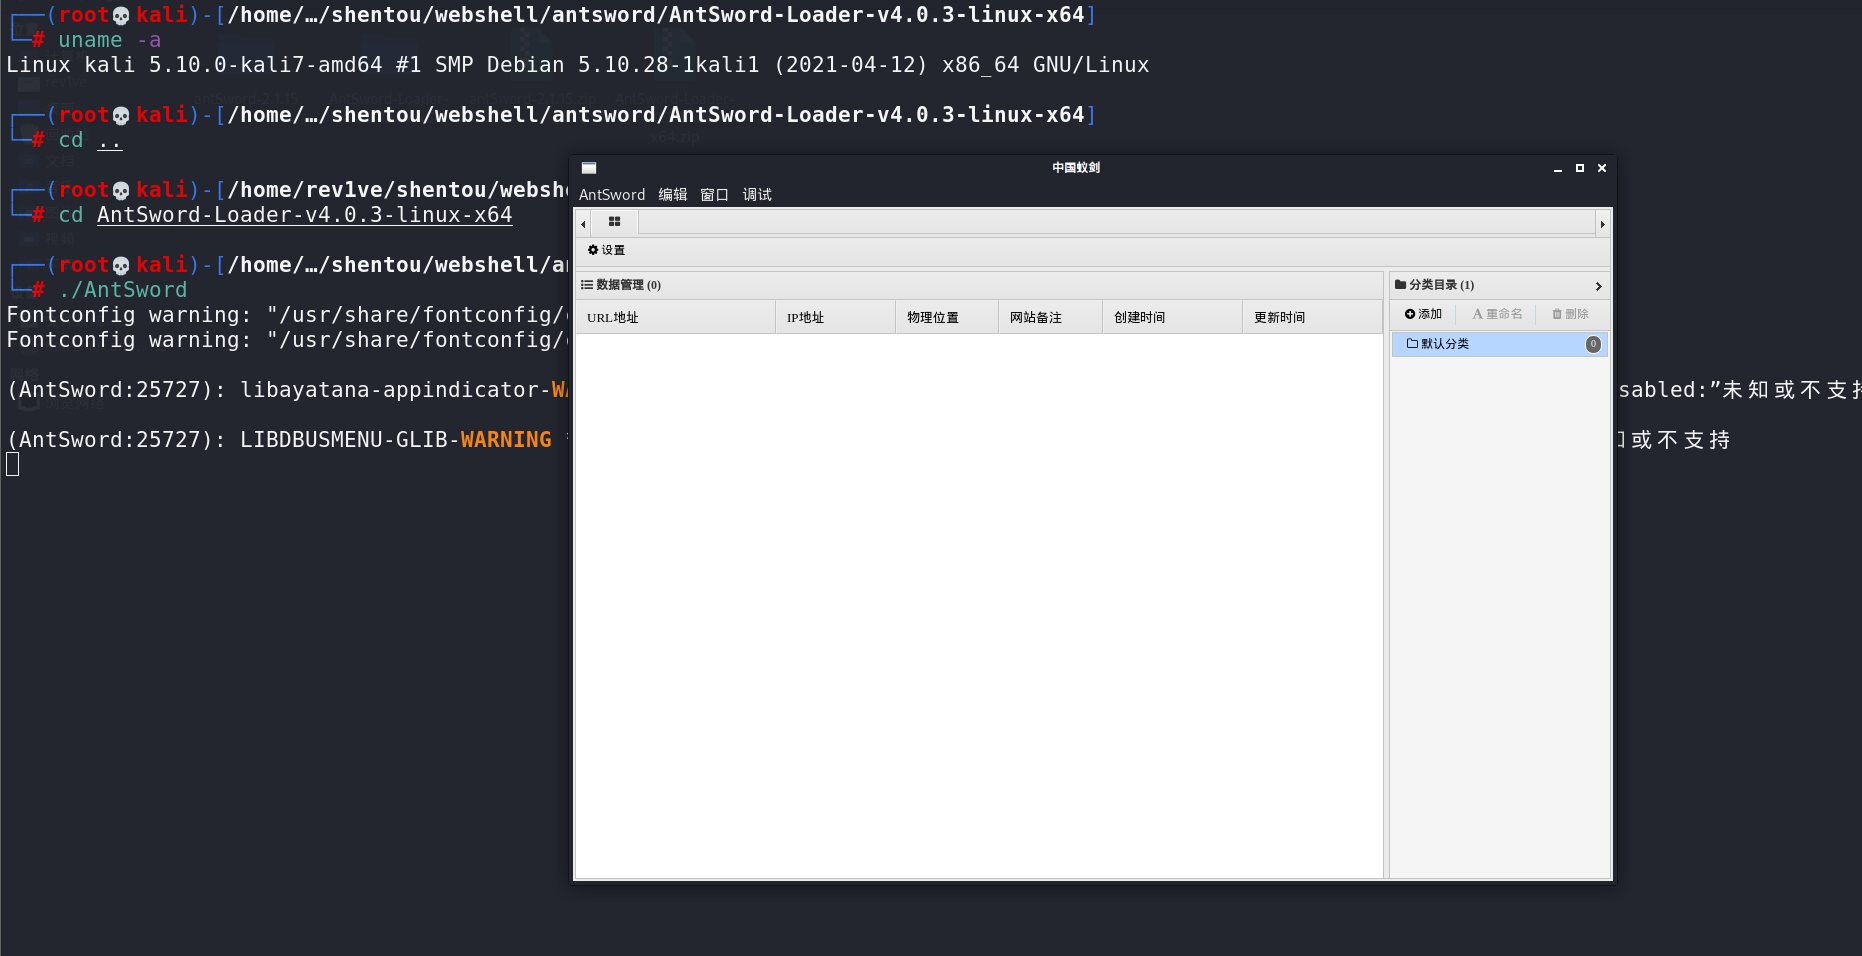 ┌──(root💀kali)-[/home/…/shentou/webshell/antsword/AntSword-Loader-v4.0.3-linux-x64]
└─# uname -a
Linux kali 5.10.0-kali7-amd64 #1 SMP Debian 5.10.28-1kali1 (2021-04-12) x86_64 GNU/Linux
┌──(root💀kali)-[/home/…/shentou/webshell/antsword/AntSword-Loader-v4.0.3-linux-x64]
└─# cd ..
┌──(root💀kali)-[/home/rev1ve/shentou/websh
└─# cd AntSword-Loader-v4.0.3-linux-x64
┌──(root💀kali)-[/home/…/shentou/webshell/a
└─# ./AntSword
Fontconfig warning: "/usr/share/fontconfig/
Fontconfig warning: "/usr/share/fontconfig/
(AntSword:25727): libayatana-appindicator-WA
sabled:”未知或不支持
(AntSword:25727): LIBDBUSMENU-GLIB-WARNING
或不支持
中国蚁剑
AntSword 编辑 窗口 调试
设置
数据管理 (0)
URL地址 IP地址 物理位置 网站备注 创建时间 更新时间
分类目录 (1)
添加 重命名 删除
默认分类 0